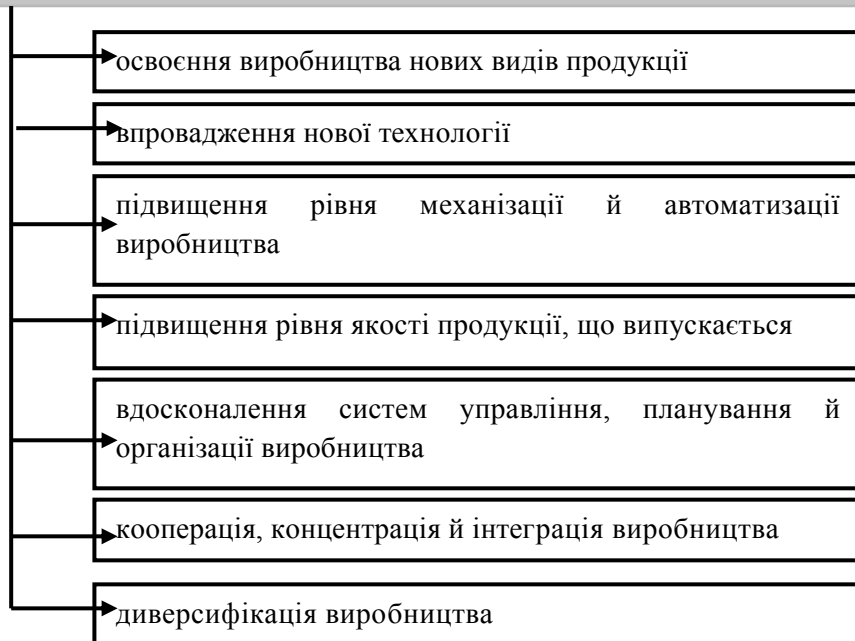 освоєння виробництва нових видів продукції
впровадження нової технології
підвищення рівня механізації й автоматизації
виробництва
підвищення рівня якості продукції, що випускається
вдосконалення систем управління, планування й
організації виробництва
кооперація, концентрація й інтеграція виробництва
диверсифікація виробництва